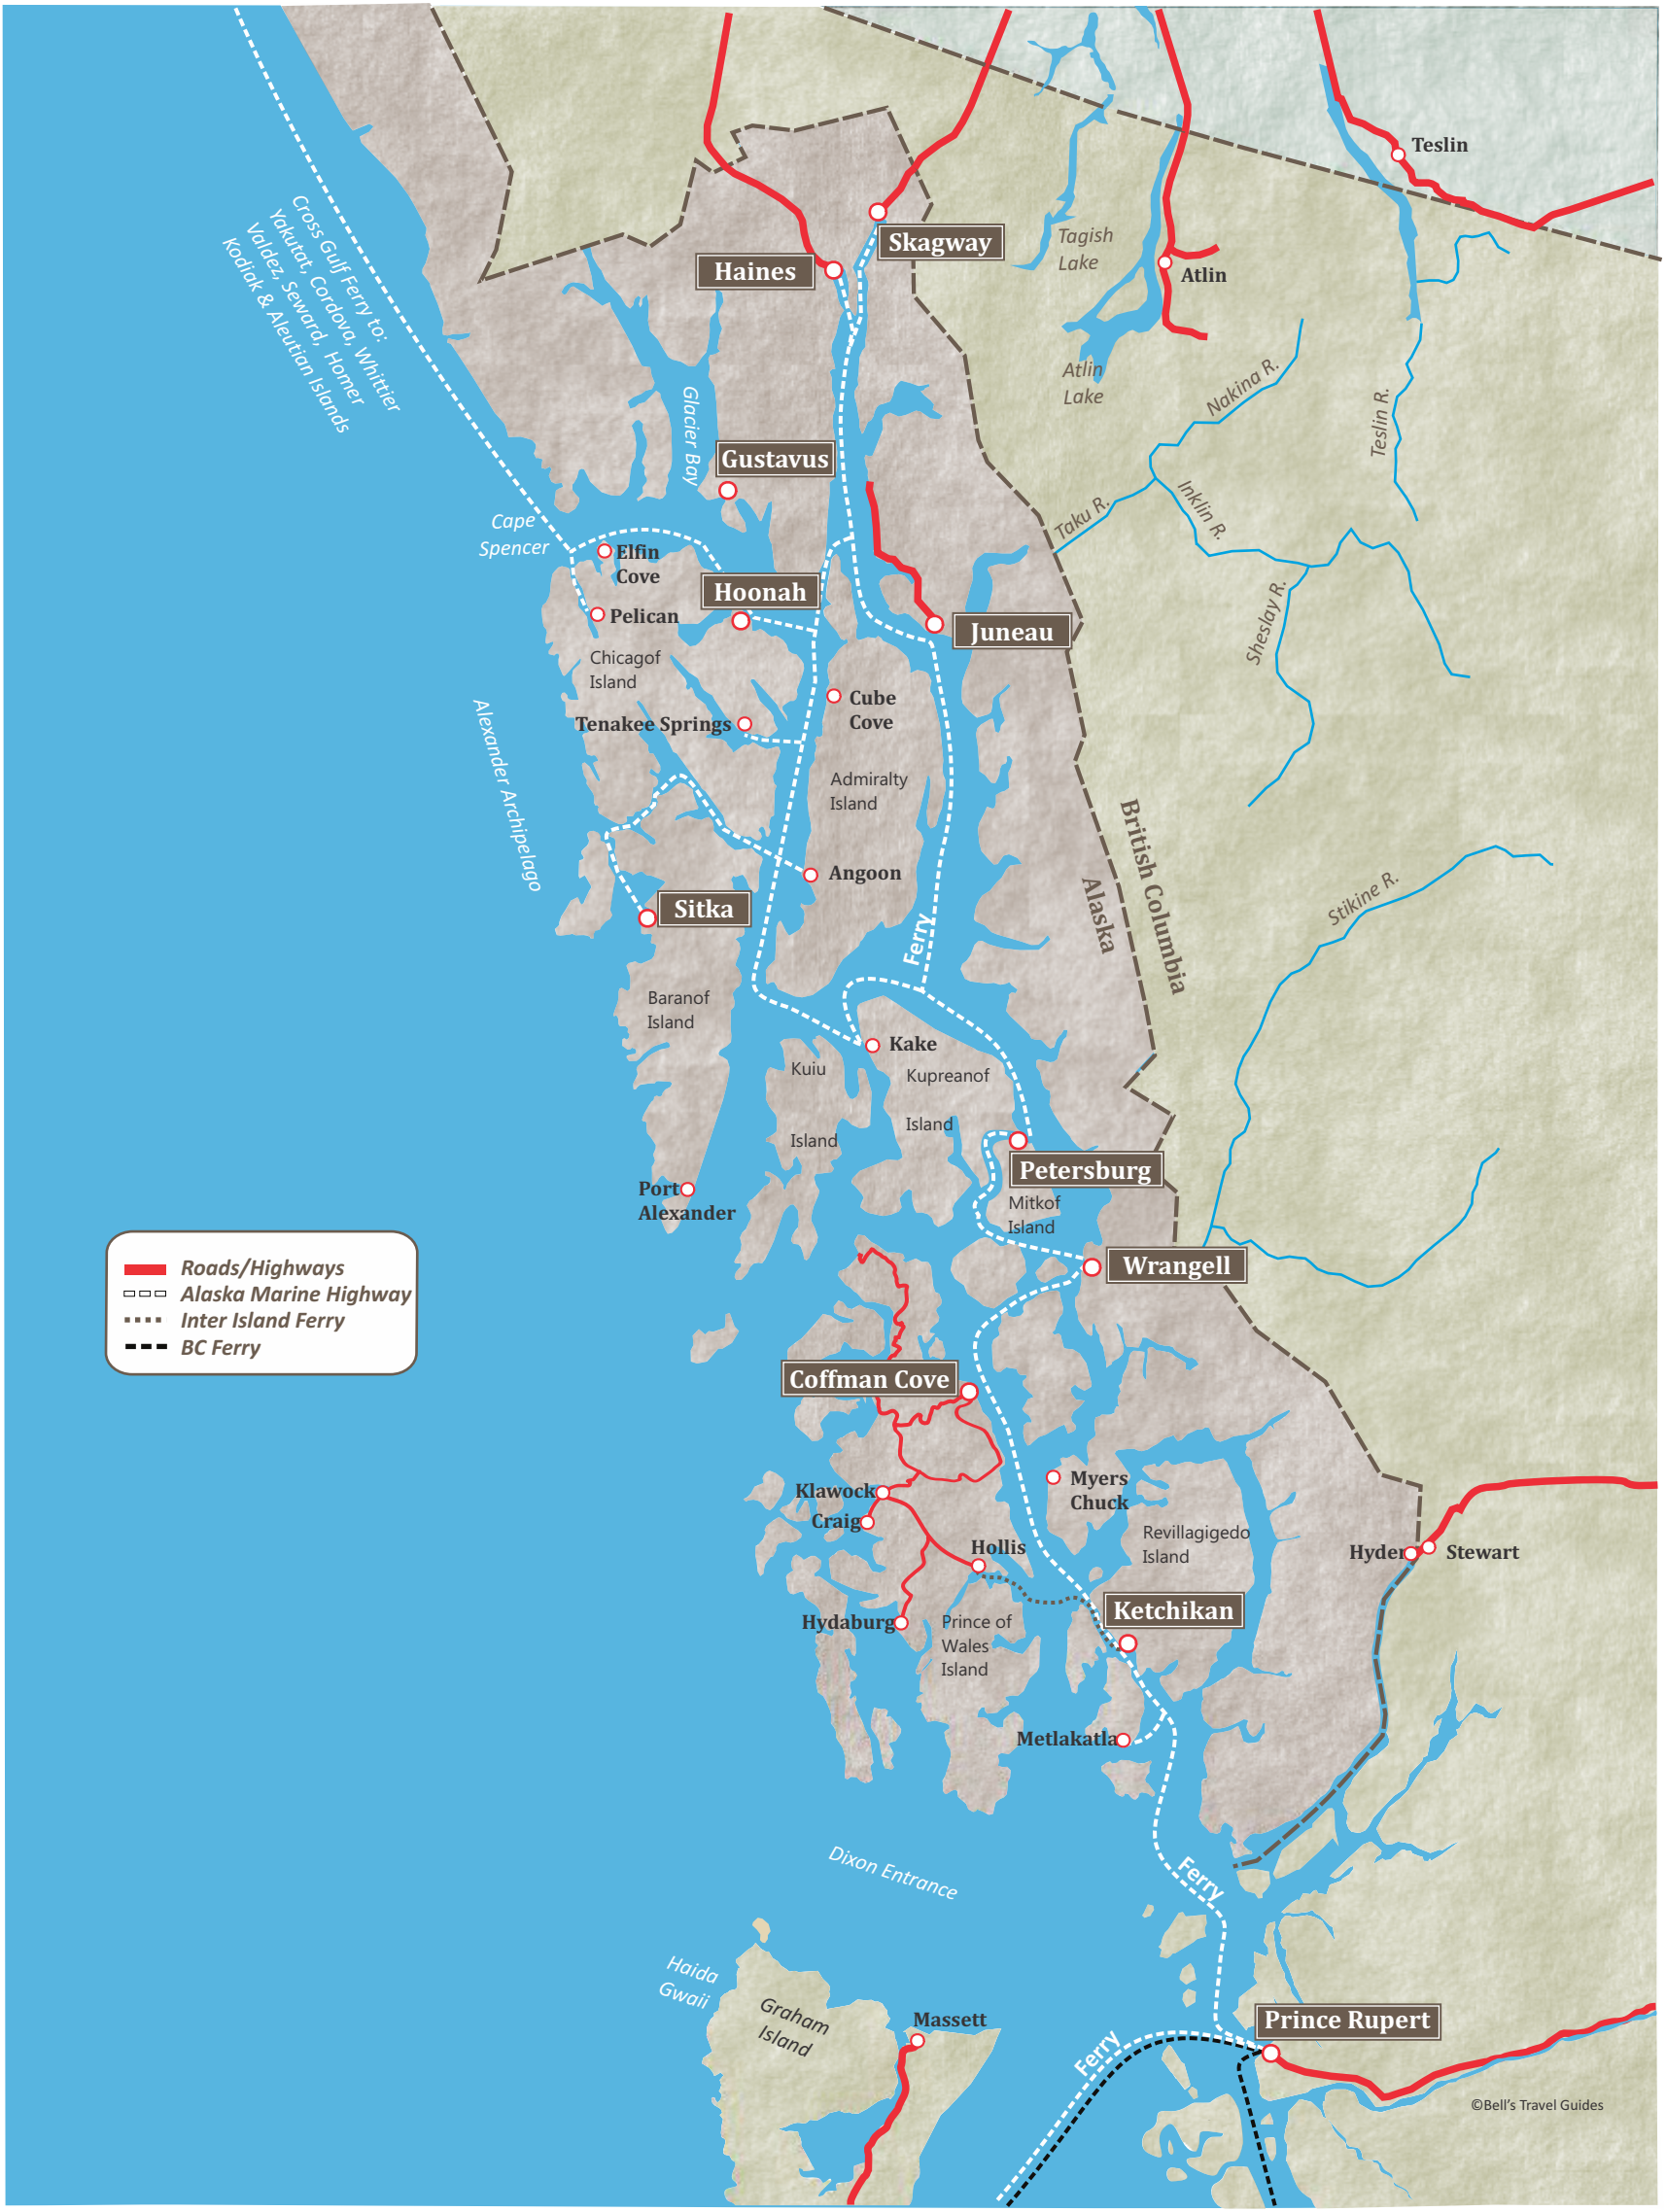 Teslin
Skagway
Haines
Tagish
Lake
Atlin
Cross Gulf Ferry to:
Yakutat, Cordova, Whittier
Valdez, Seward, Homer
Kodiak & Aleutian Islands
Atlin
Lake
Nakina R.
Teslin R.
Glacier Bay
Gustavus
Taku R.
Inklin R.
Cape
Spencer
Elfin
Cove
Hoonah
Pelican
Juneau
Sheslay R.
Chicagof
Island
Cube
Cove
Tenakee Springs
Alexander Archipelago
Admiralty
Island
British Columbia
Alaska
Angoon
Stikine R.
Sitka
Ferry
Baranof
Island
Kake
Kuiu
Island
Kupreanof
Island
Petersburg
Port
Alexander
Mitkof
Island
Wrangell
Roads/Highways
Alaska Marine Highway
Inter Island Ferry
BC Ferry
Coffman Cove
Klawock
Myers
Chuck
Craig
Revillagigedo
Island
Hollis
Hyder
Stewart
Hydaburg
Prince of
Wales
Island
Ketchikan
Metlakatla
Dixon Entrance
Ferry
Haida
Gwaii
Graham
Island
Massett
Prince Rupert
Ferry
©Bell's Travel Guides